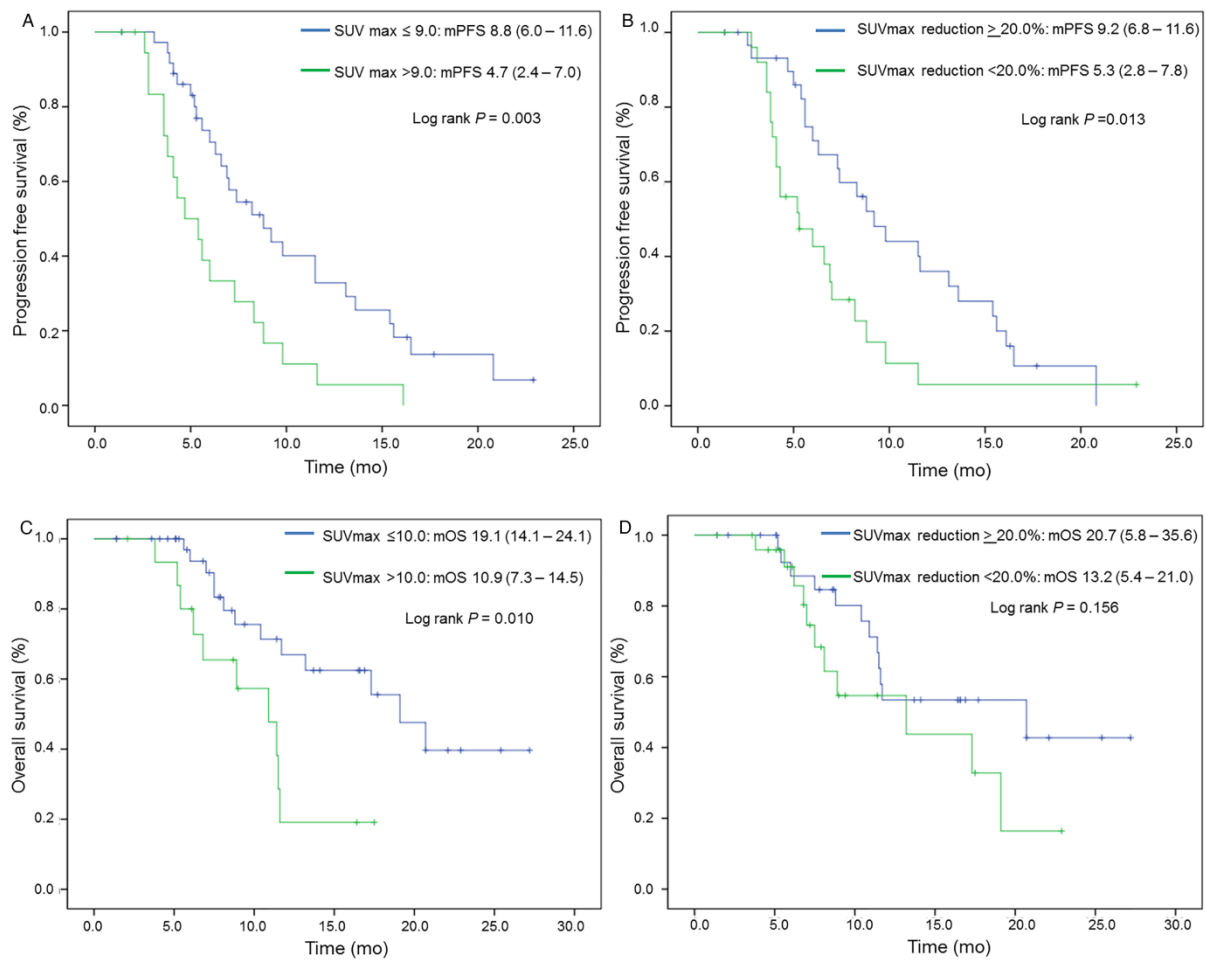 A
SUV max ≤ 9.0: mPFS 8.8 (6.0 – 11.6)
SUV max >9.0: mPFS 4.7 (2.4 – 7.0)
Log rank P = 0.003
Progression free survival (%)
1.0
0.8
0.6
0.4
0.2
0.0
0.0 5.0 10.0 15.0 20.0 25.0
Time (mo)
B
SUVmax reduction ≥20.0%: mPFS 9.2 (6.8 – 11.6)
SUVmax reduction <20.0%: mPFS 5.3 (2.8 – 7.8)
Log rank P =0.013
Progression free survival (%)
1.0
0.8
0.6
0.4
0.2
0.0
0.0 5.0 10.0 15.0 20.0 25.0
Time (mo)
C
SUVmax ≤10.0: mOS 19.1 (14.1 – 24.1)
SUVmax >10.0: mOS 10.9 (7.3 – 14.5)
Log rank P = 0.010
Overall survival (%)
1.0
0.8
0.6
0.4
0.2
0.0
0.0 5.0 10.0 15.0 20.0 25.0 30.0
Time (mo)
D
SUVmax reduction ≥20.0%: mOS 20.7 (5.8 – 35.6)
SUVmax reduction <20.0%: mOS 13.2 (5.4 – 21.0)
Log rank P = 0.156
Overall survival (%)
1.0
0.8
0.6
0.4
0.2
0.0
0.0 5.0 10.0 15.0 20.0 25.0 30.0
Time (mo)